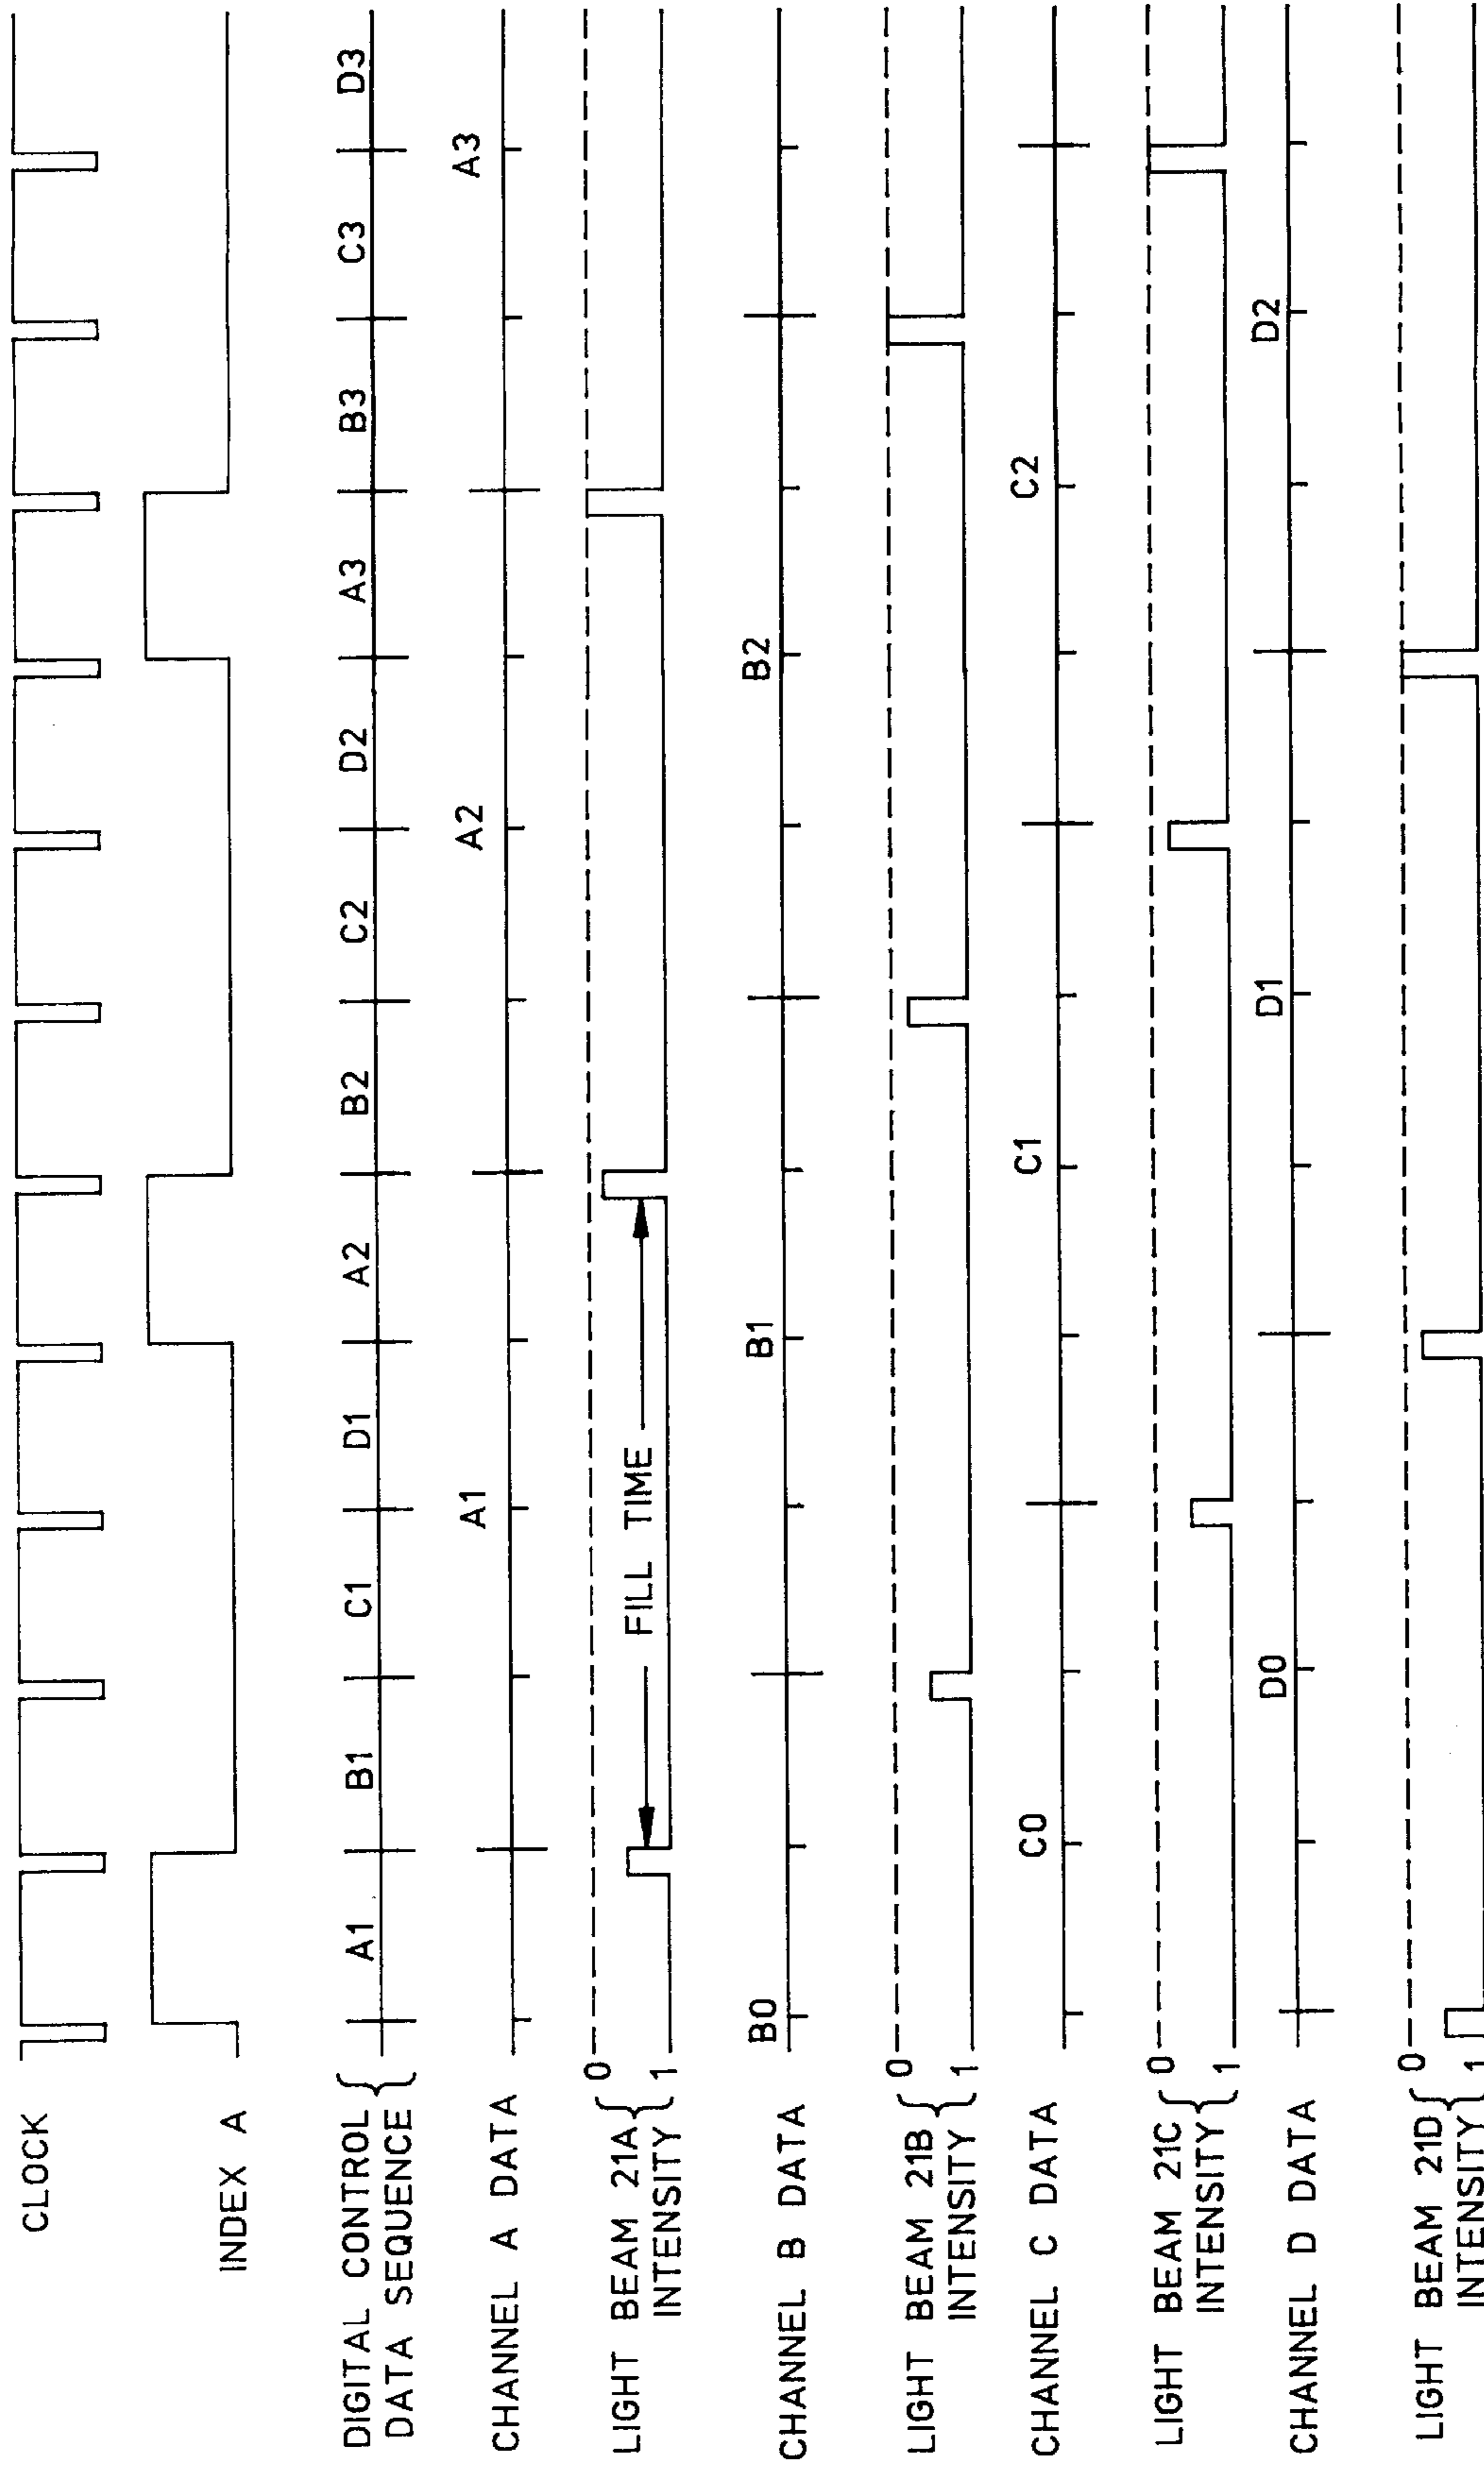 CLOCK
INDEX A
DIGITAL CONTROL
DATA SEQUENCE
A1 B1 C1 D1 A2 B2 C2 D2 A3 B3 C3 D3
CHANNEL A DATA
A1 A2 A3
LIGHT BEAM 21A
INTENSITY
0
1
FILL TIME
CHANNEL B DATA
B0 B1 B2
LIGHT BEAM 21B
INTENSITY
0
1
CHANNEL C DATA
C0 C1 C2
LIGHT BEAM 21C
INTENSITY
0
1
CHANNEL D DATA
D0 D1 D2
LIGHT BEAM 21D
INTENSITY
0
1